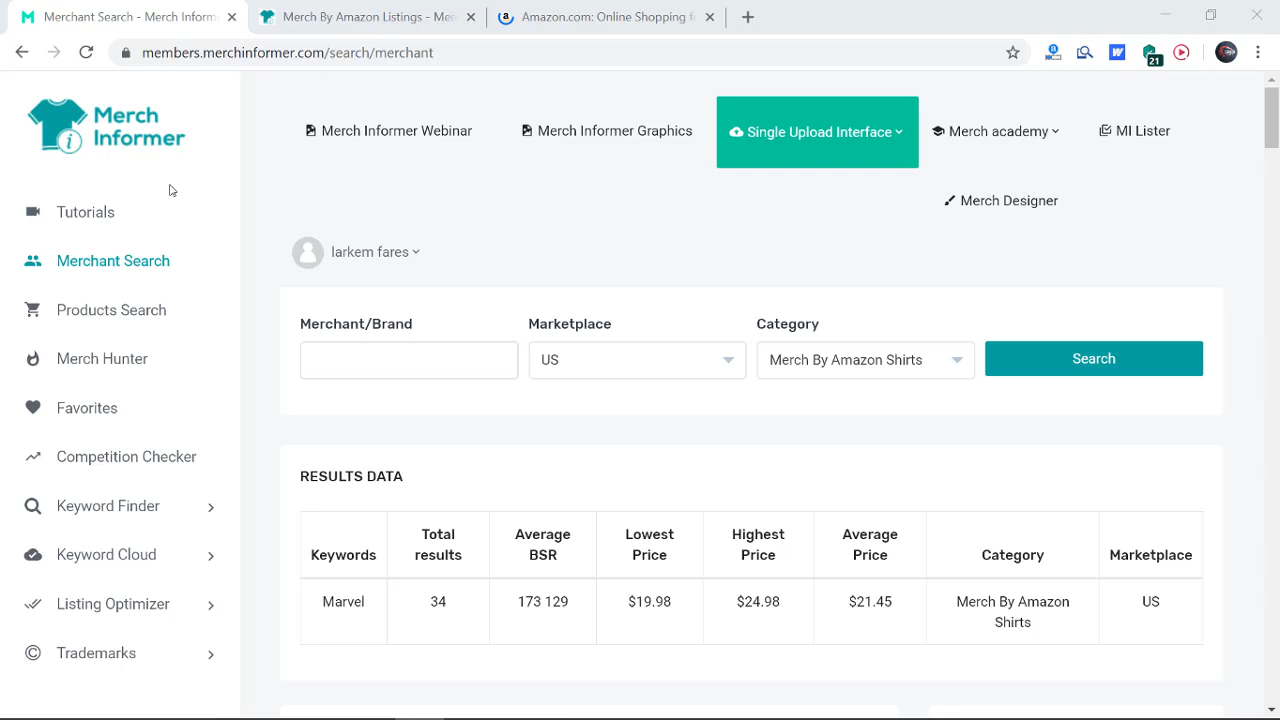 Merchant Search - Merch Inform
Merch By Amazon Listings - Mer
Amazon.com: Online Shopping f
members.merchinformer.com/search/merchant
21
Merch
Informer
Merch Informer Webinar
Merch Informer Graphics
Single Upload Interface
Merch academy
MI Lister
Merch Designer
Tutorials
Merchant Search
Products Search
Merch Hunter
Favorites
Competition Checker
Keyword Finder
Keyword Cloud
Listing Optimizer
Trademarks
larkem fares
Merchant/Brand
Marketplace
Category
US
Merch By Amazon Shirts
Search
RESULTS DATA
Keywords
Total
results
Average
BSR
Lowest
Price
Highest
Price
Average
Price
Category
Marketplace
Marvel
34
173 129
$19.98
$24.98
$21.45
Merch By Amazon
Shirts
US